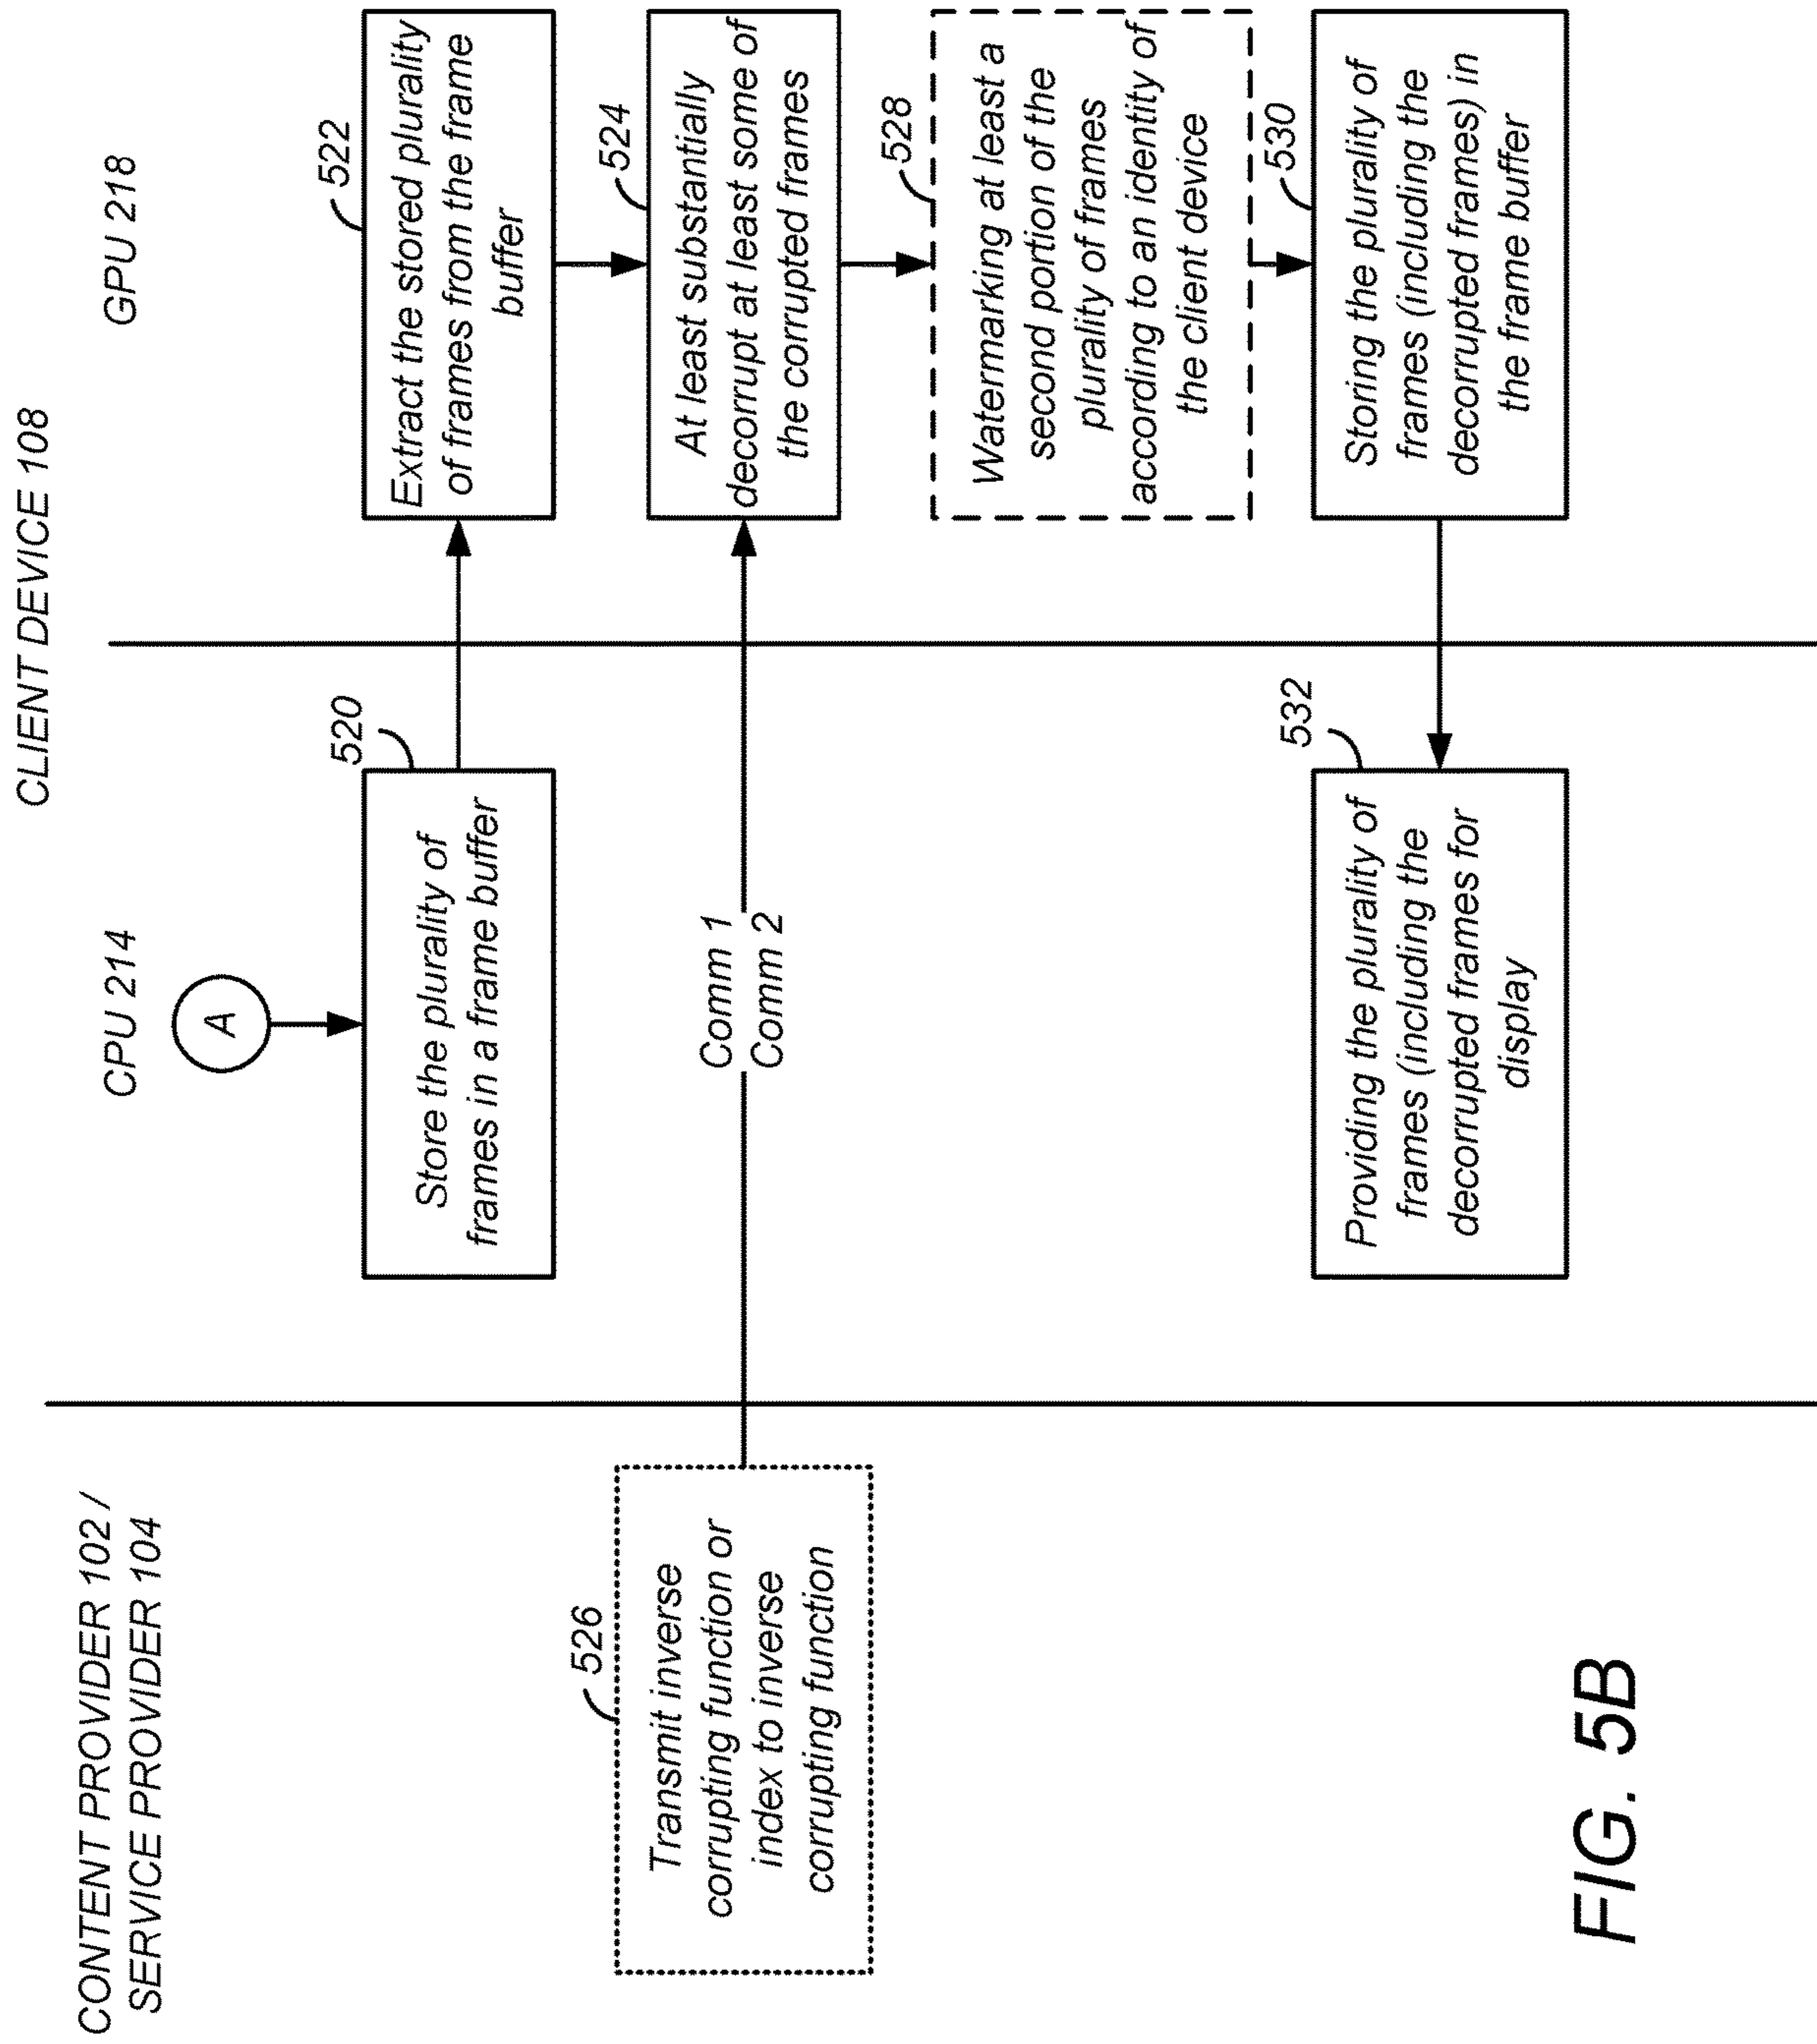 CLIENT DEVICE 108
CONTENT PROVIDER 102 /
SERVICE PROVIDER 104
CPU 214
GPU 218
A
520
Store the plurality of
frames in a frame buffer
522
Extract the stored plurality
of frames from the frame
buffer
526
Transmit inverse
corrupting function or
index to inverse
corrupting function
Comm 1
Comm 2
524
At least substantially
decorrupt at least some of
the corrupted frames
528
Watermarking at least a
second portion of the
plurality of frames
according to an identity of
the client device
530
Storing the plurality of
frames (including the
decorrupted frames) in
the frame buffer
532
Providing the plurality of
frames (including the
decorrupted frames for
display
FIG. 5B